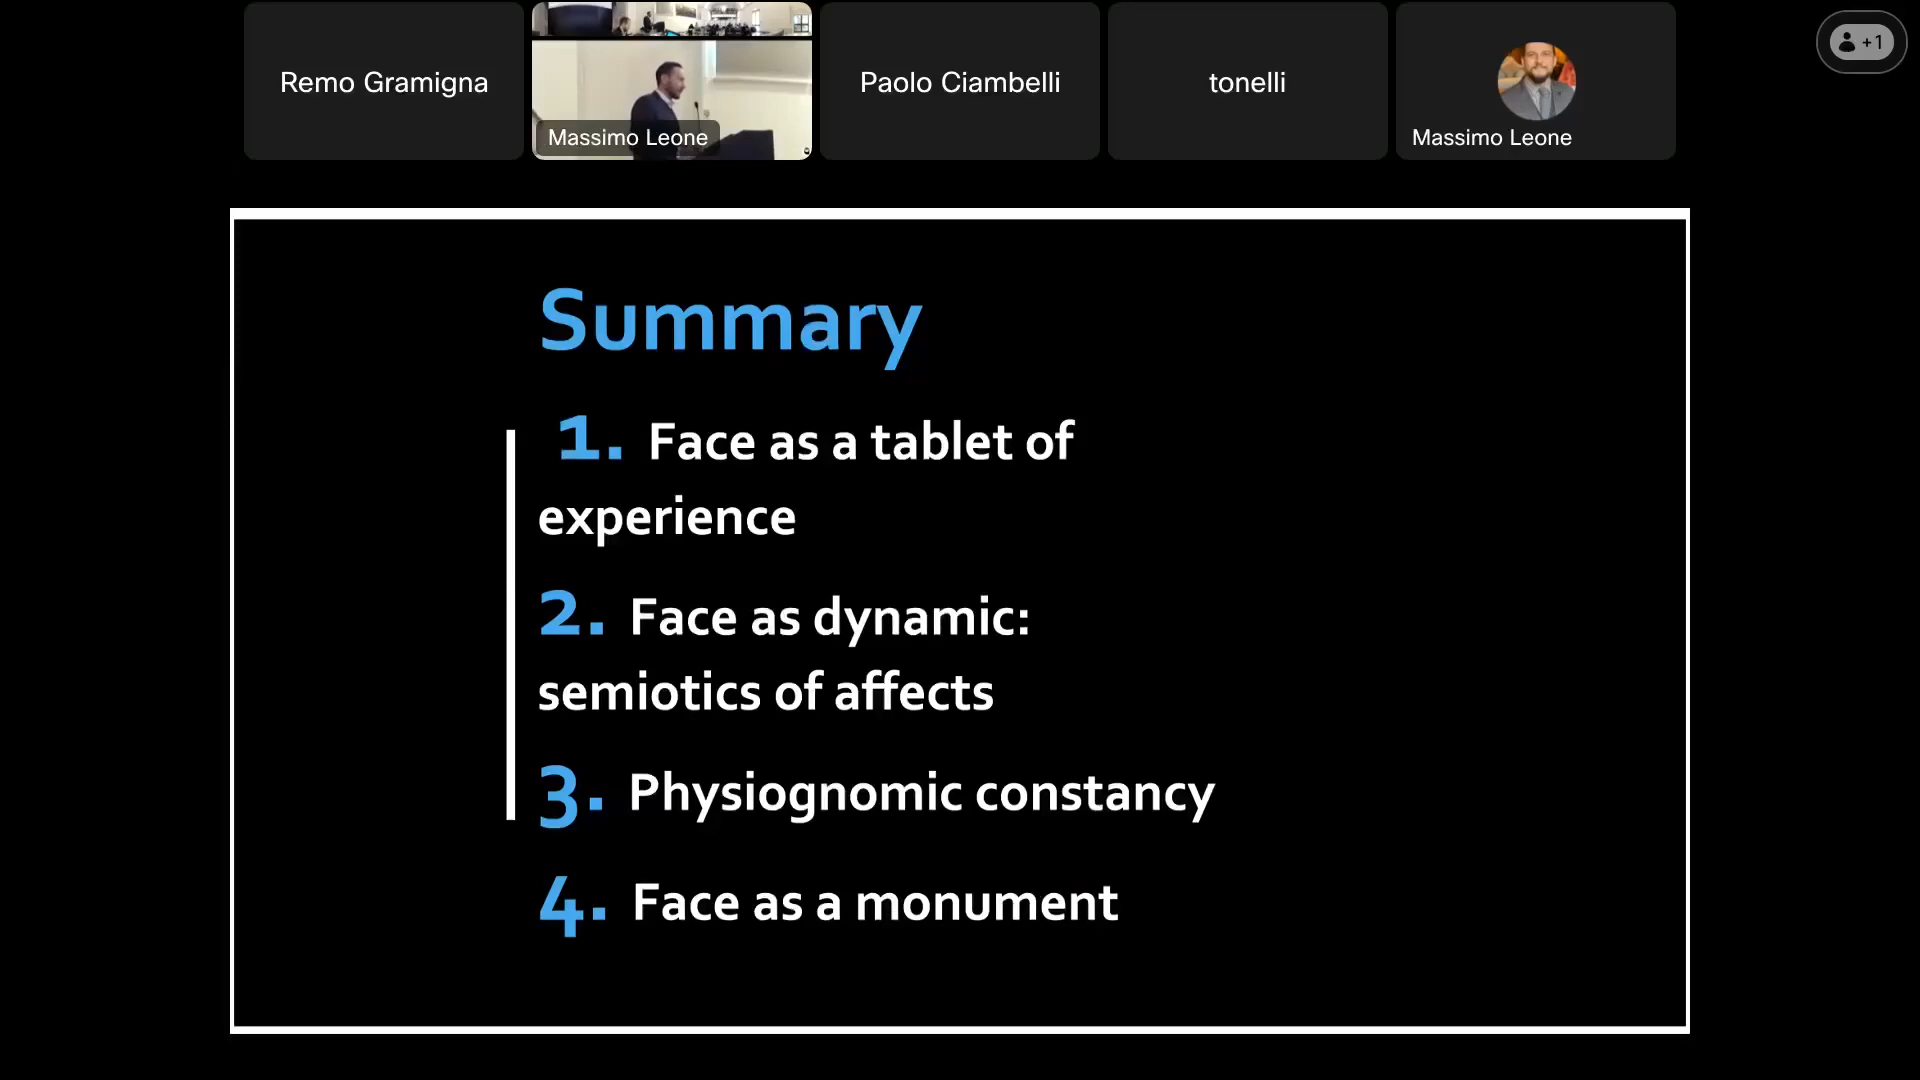 Remo Gramigna
Massimo Leone
Paolo Ciambelli
tonelli
Massimo Leone
+1
Summary
1. Face as a tablet of
experience
2. Face as dynamic:
semiotics of affects
3. Physiognomic constancy
4. Face as a monument